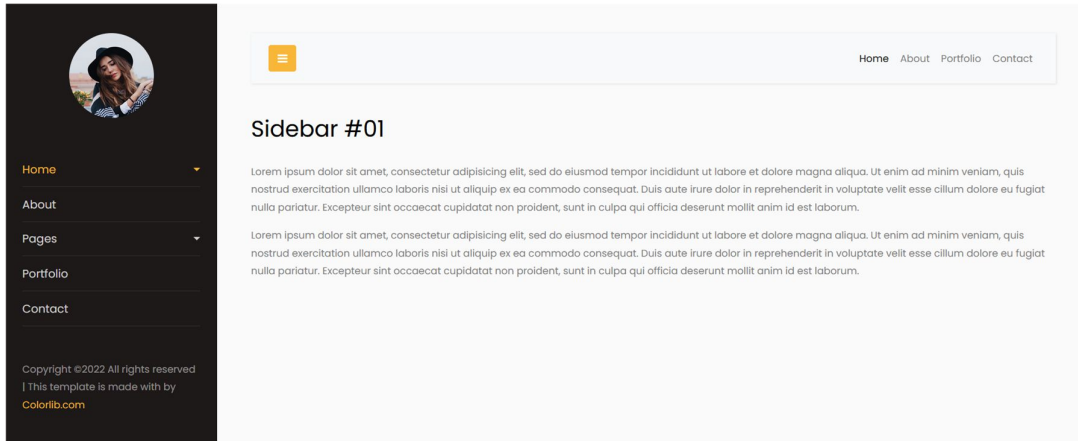 Home
About
Pages
Portfolio
Contact
Copyright ©2022 All rights reserved
| This template is made with by
Colorlib.com
Home About Portfolio Contact
Sidebar #01
Lorem ipsum dolor sit amet, consectetur adipisicing elit, sed do eiusmod tempor incididunt ut labore et dolore magna aliqua. Ut enim ad minim veniam, quis
nostrud exercitation ullamco laboris nisi ut aliquip ex ea commodo consequat. Duis aute irure dolor in reprehenderit in voluptate velit esse cillum dolore eu fugiat
nulla pariatur. Excepteur sint occaecat cupidatat non proident, sunt in culpa qui officia deserunt mollit anim id est laborum.
Lorem ipsum dolor sit amet, consectetur adipisicing elit, sed do eiusmod tempor incididunt ut labore et dolore magna aliqua. Ut enim ad minim veniam, quis
nostrud exercitation ullamco laboris nisi ut aliquip ex ea commodo consequat. Duis aute irure dolor in reprehenderit in voluptate velit esse cillum dolore eu fugiat
nulla pariatur. Excepteur sint occaecat cupidatat non proident, sunt in culpa qui officia deserunt mollit anim id est laborum.